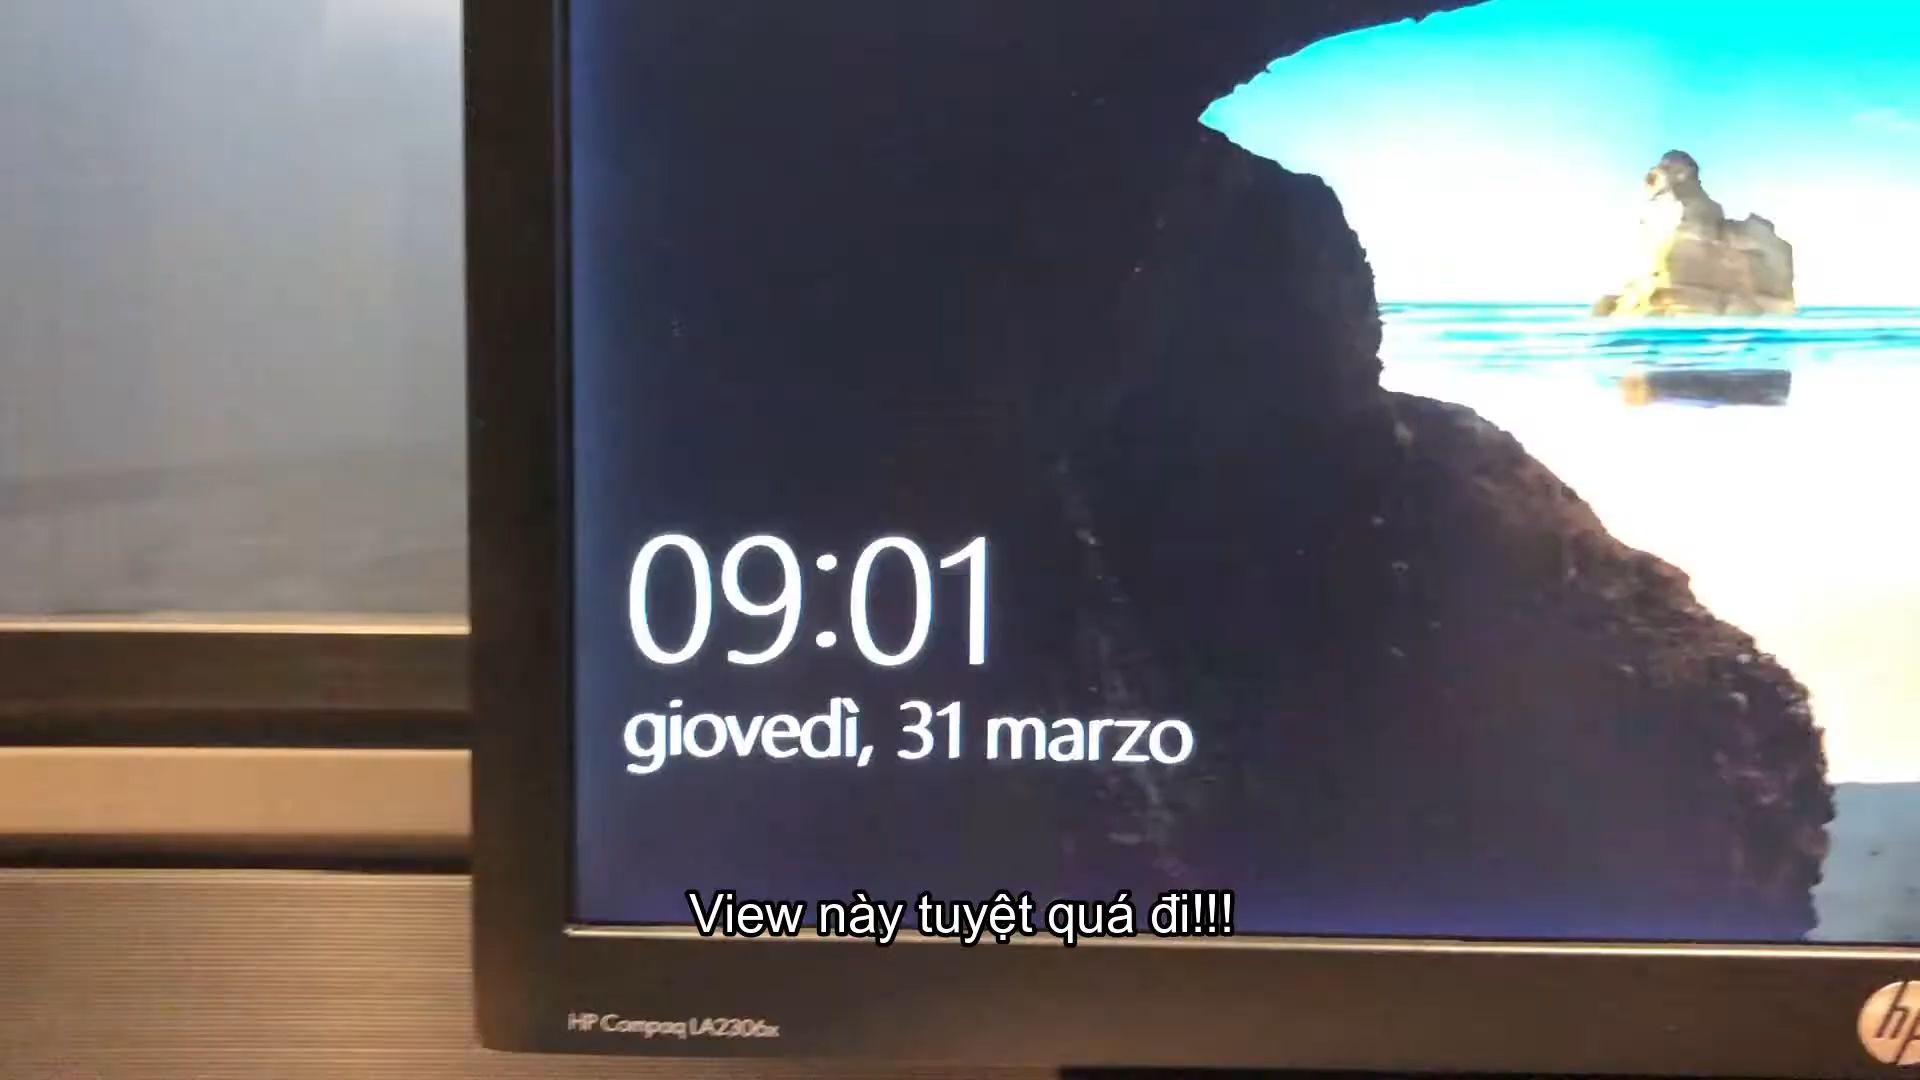 09:01
giovedì, 31 marzo
View này tuyệt quá đi!!!
HP Compaq LA2306x
hp